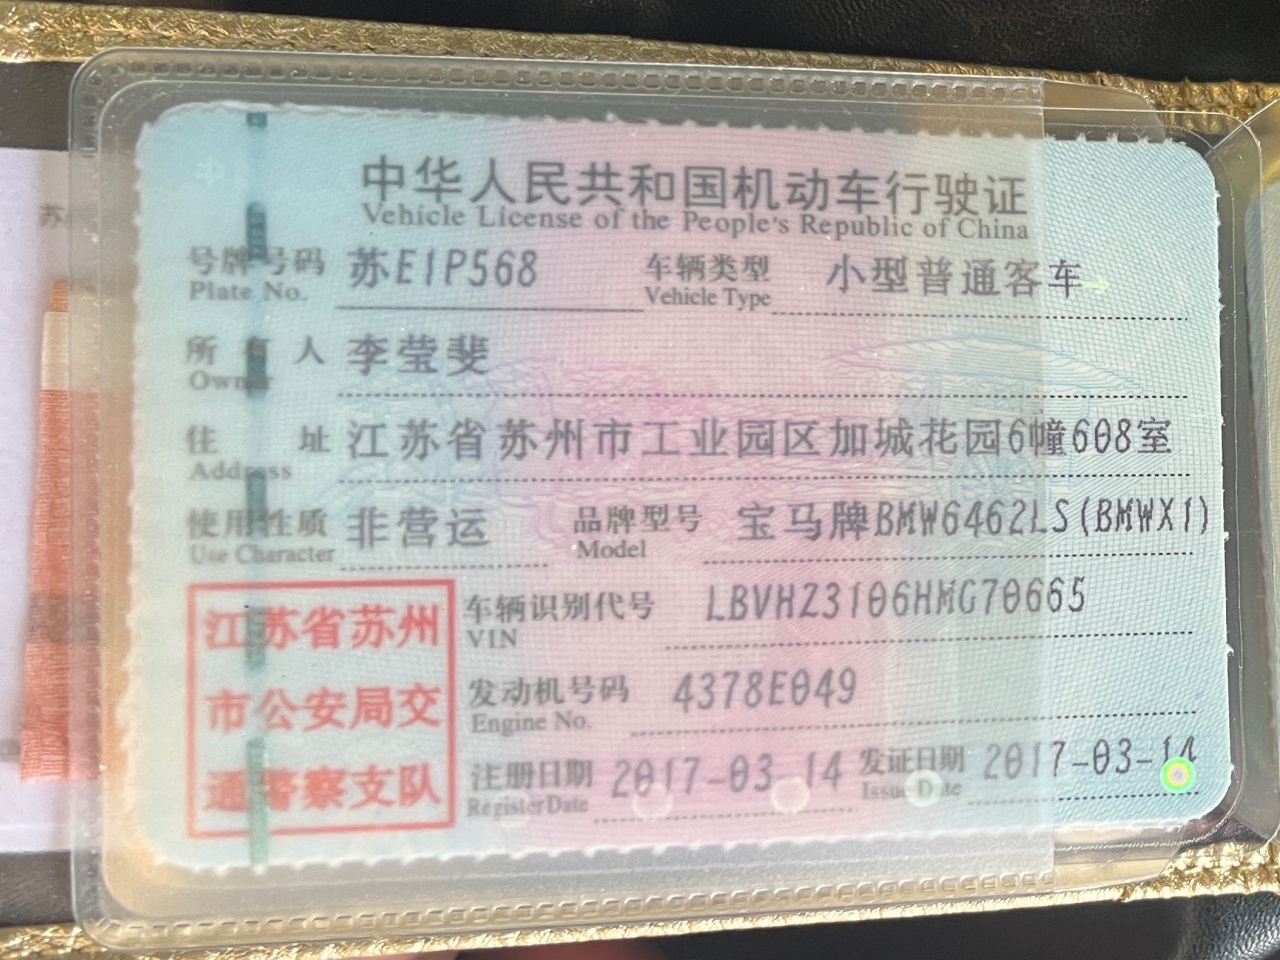 中华人民共和国机动车行驶证
Vehicle License of the People's Republic of China
号牌号码 苏E1P568 车辆类型 小型普通客车
Plate No. Vehicle Type
所有人 李莹斐
Owner
住址 江苏省苏州市工业园区加城花园6幢608室
Address
使用性质 非营运 品牌型号 宝马牌BMW6462LS(BMWX1)
Use Character Model
车辆识别代号 LBVHZ3106HMG70665
VIN
发动机号码 4378E049
Engine No.
注册日期 2017-03-14 发证日期 2017-03-14
Register Date Issue Date
江苏省苏州
市公安局交
通警察支队
苏